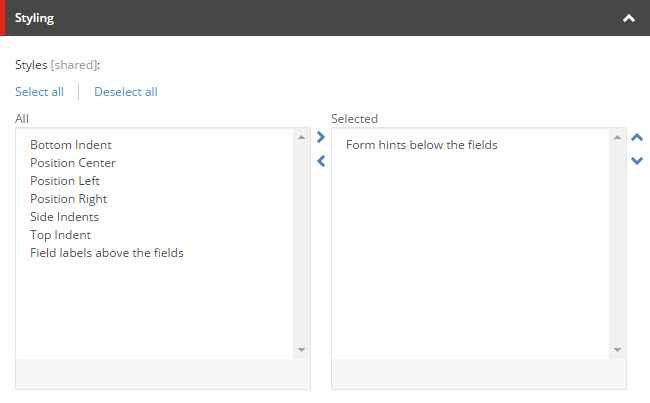 Styling
Styles [shared]:
Select all
Deselect all
All
Selected
Bottom Indent
Position Center
Position Left
Position Right
Side Indents
Top Indent
Field labels above the fields
Form hints below the fields